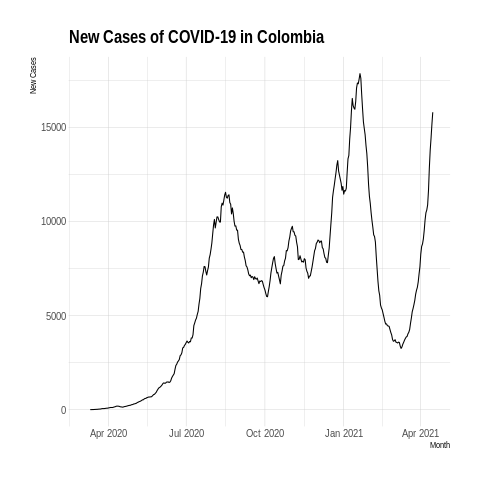 New Cases of COVID-19 in Colombia
New Cases
15000
10000
5000
0
Apr 2020
Jul 2020
Oct 2020
Jan 2021
Apr 2021
Month